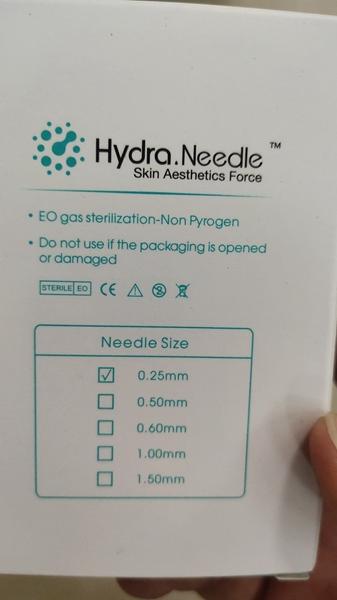 Hydra.Needle ™
Skin Aesthetics Force
• EO gas sterilization-Non Pyrogen
• Do not use if the packaging is opened
or damaged
STERILE EO CE
Needle Size
☑ 0.25mm
☐ 0.50mm
☐ 0.60mm
☐ 1.00mm
☐ 1.50mm